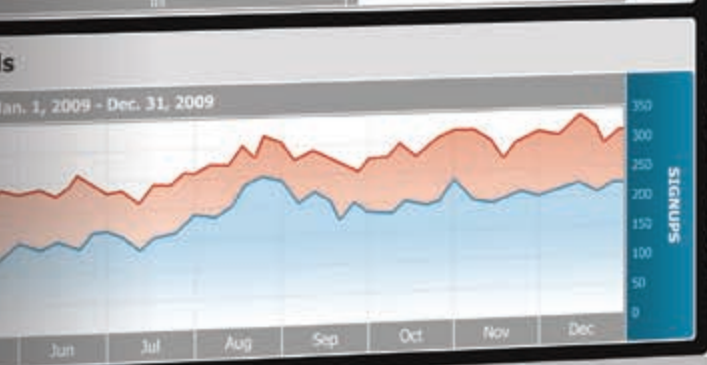 ls
Jan. 1, 2009 - Dec. 31, 2009
350
300
250
200
150
100
50
0
SIGNUPS
Jun
Jul
Aug
Sep
Oct
Nov
Dec